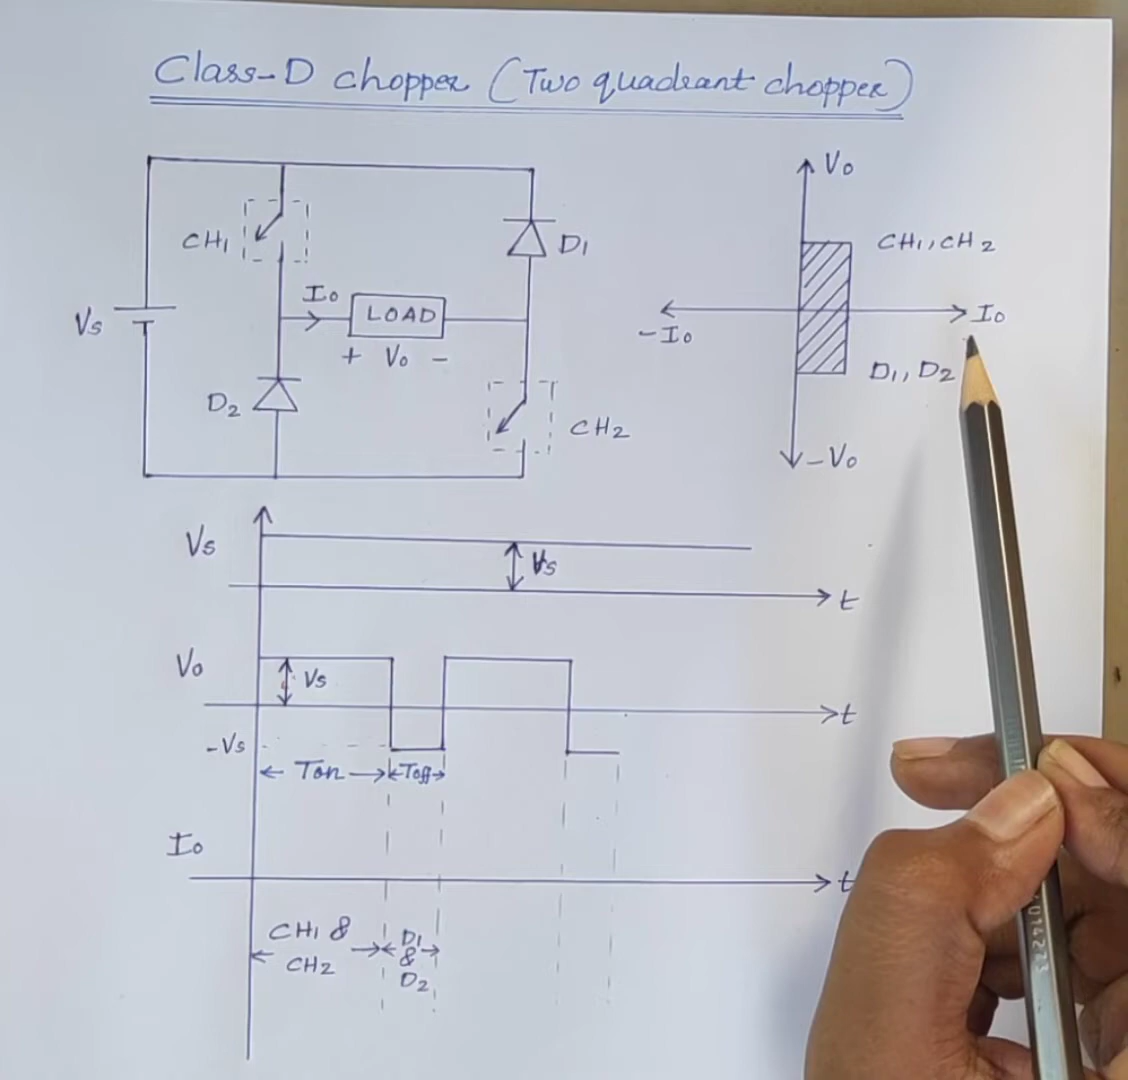 Class-D chopper (Two quadrant chopper)
CH1
D1
Vs
Io
LOAD
+ Vo -
D2
CH2
Vo
CH1, CH2
-Io
Io
D1, D2
-Vo
Vs
Vs
t
Vo
Vs
t
-Vs
Ton
Toff
Io
t
CH1 &
CH2
D1
&
D2
014273